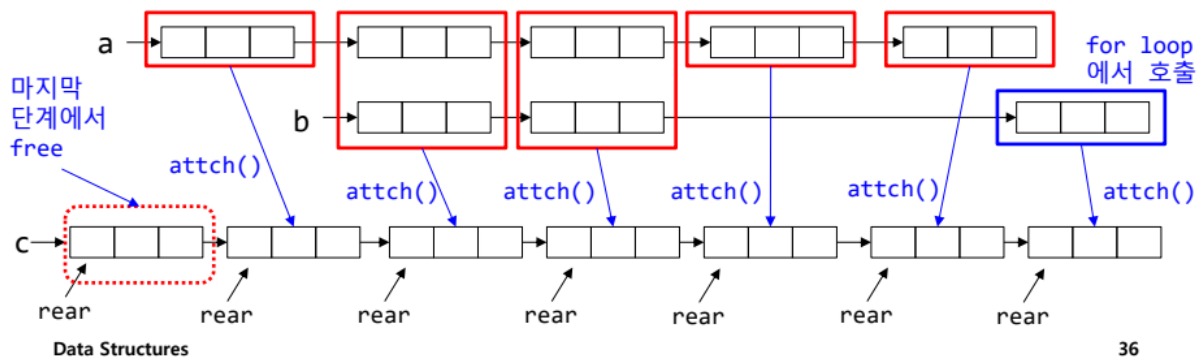 a
for loop
에서 호출
마지막
단계에서
free
b
attch()
attch()
attch()
attch()
attch()
attch()
c
rear
rear
rear
rear
rear
rear
rear
Data Structures
36